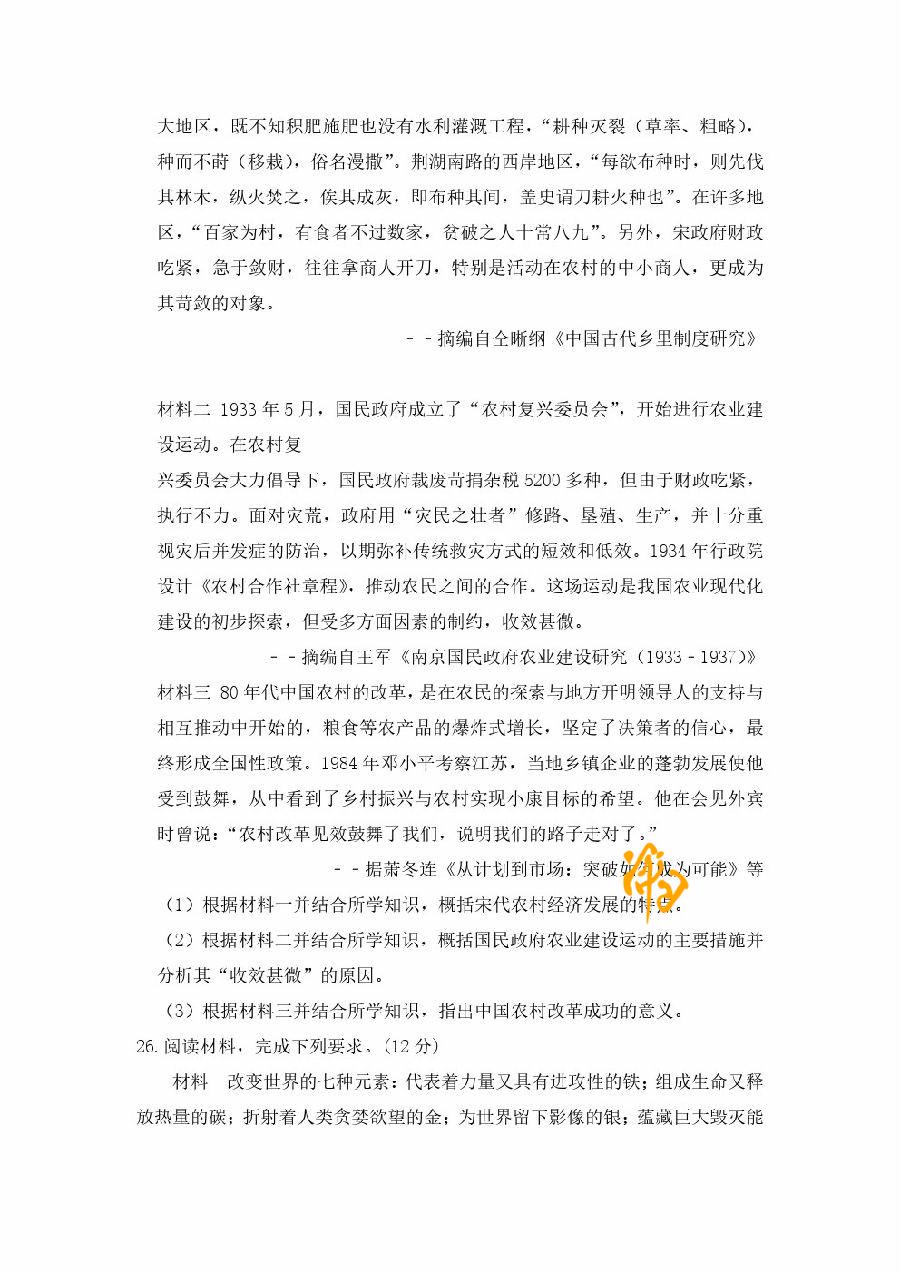 大地区，既不知积肥施肥也没有水利灌溉工程，“耕种灭裂（草率、粗略），
种而不莳（移栽），俗名漫撒”。荆湖南路的西岸地区，“每欲布种时，则先伐
其林木，纵火焚之，俟其成灰，即布种其间，盖史谓刀耕火种也”。在许多地
区，“百家为村，有食者不过数家，贫破之人十常八九”。另外，宋政府财政
吃紧，急于敛财，往往拿商人开刀，特别是活动在农村的中小商人，更成为
其苛敛的对象。
--摘编自仝晰纲《中国古代乡里制度研究》
材料二 1933年5月，国民政府成立了“农村复兴委员会”，开始进行农业建
设运动。在农村复
兴委员会大力倡导下，国民政府裁废苛捐杂税5200多种，但由于财政吃紧，
执行不力。面对灾荒，政府用“灾民之壮者”修路、垦殖、生产，并十分重
视灾后并发症的防治，以期弥补传统救灾方式的短效和低效。1934年行政院
设计《农村合作社章程》，推动农民之间的合作。这场运动是我国农业现代化
建设的初步探索，但受多方面因素的制约，收效甚微。
--摘编自王军《南京国民政府农业建设研究（1933-1937）》
材料三 80年代中国农村的改革，是在农民的探索与地方开明领导人的支持与
相互推动中开始的，粮食等农产品的爆炸式增长，坚定了决策者的信心，最
终形成全国性政策。1984年邓小平考察江苏，当地乡镇企业的蓬勃发展使他
受到鼓舞，从中看到了乡村振兴与农村实现小康目标的希望。他在会见外宾
时曾说：“农村改革见效鼓舞了我们，说明我们的路子走对了。”
--据萧冬连《从计划到市场：突破如何成为可能》等
（1）根据材料一并结合所学知识，概括宋代农村经济发展的特点。
（2）根据材料二并结合所学知识，概括国民政府农业建设运动的主要措施并
分析其“收效甚微”的原因。
（3）根据材料三并结合所学知识，指出中国农村改革成功的意义。
26.阅读材料，完成下列要求。（12分）
材料 改变世界的七种元素：代表着力量又具有进攻性的铁；组成生命又释
放热量的碳；折射着人类贪婪欲望的金；为世界留下影像的银；蕴藏巨大毁灭能